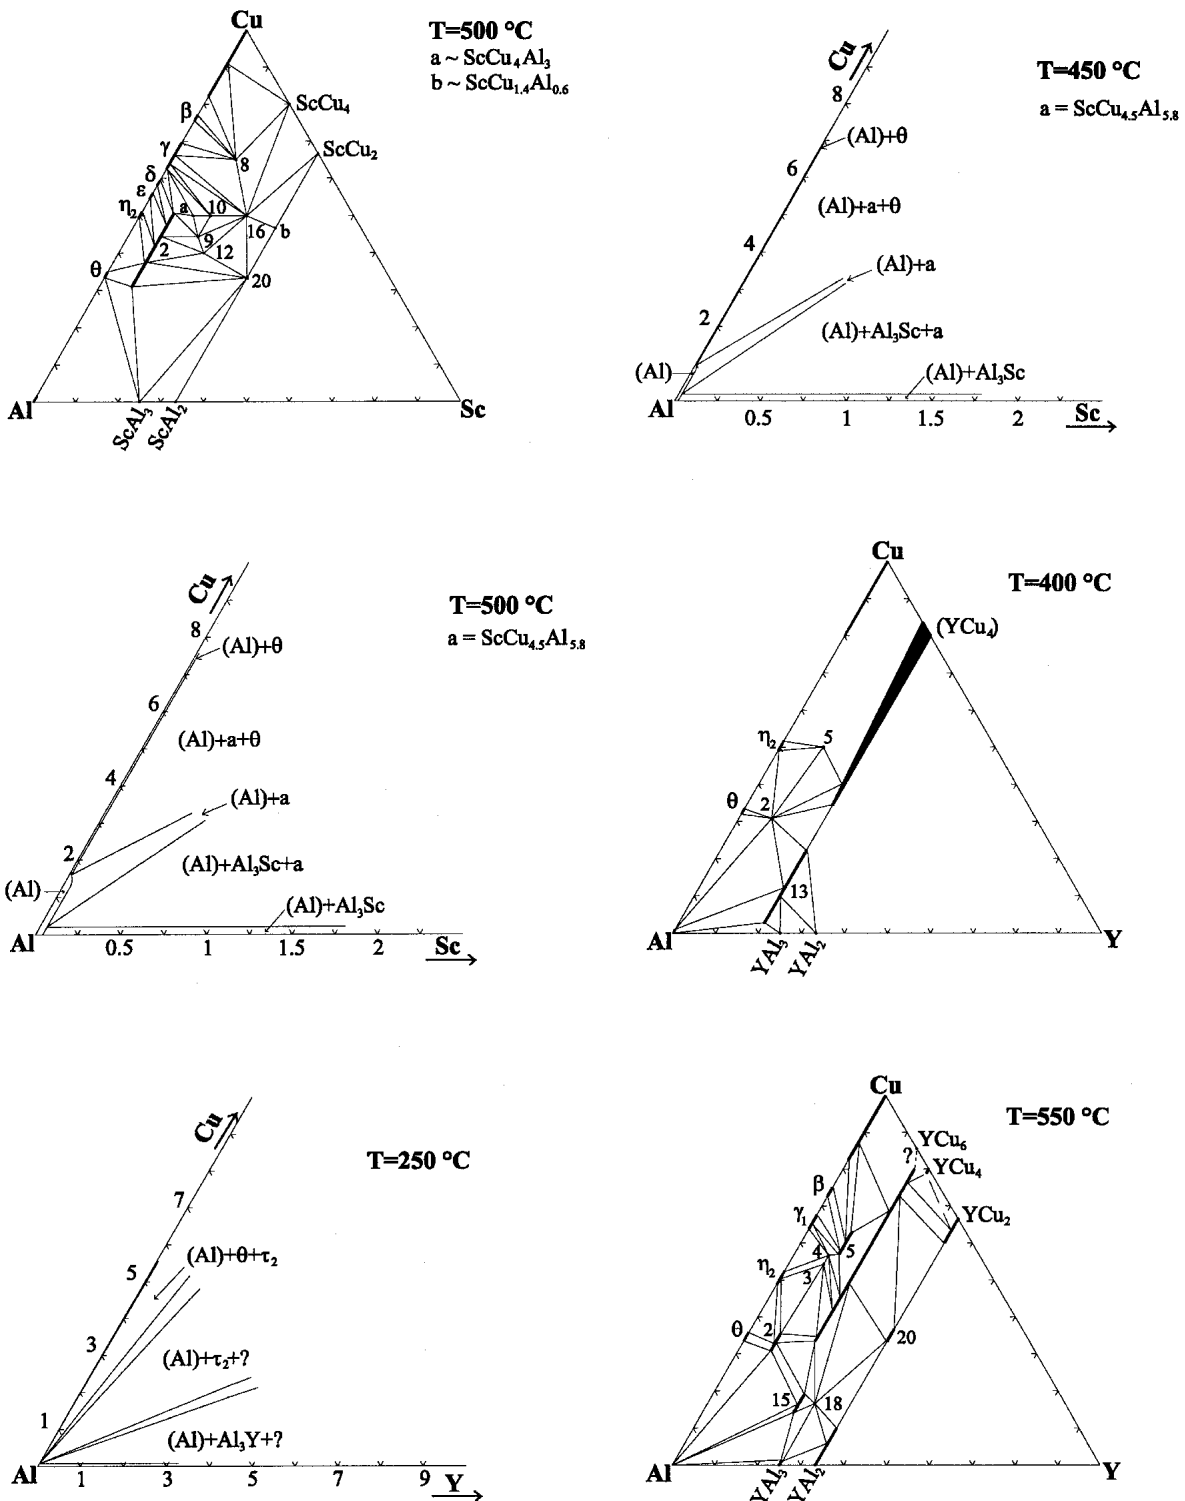 Cu
T=500 °C
a ~ ScCu₄Al₃
b ~ ScCu₁.₄Al₀.₆
ScCu₄
β
ScCu₂
γ
8
δ
ε
η₂
a
10
16
b
9
2
12
θ
20
Al
ScAl₃
ScAl₂
Sc
T=450 °C
a = ScCu₄.₅Al₅.₈
Cu
8
(Al)+θ
6
(Al)+a+θ
4
(Al)+a
2
(Al)+Al₃Sc+a
(Al)
(Al)+Al₃Sc
Al
0.5
1
1.5
2
Sc
T=500 °C
a = ScCu₄.₅Al₅.₈
Cu
8
(Al)+θ
6
(Al)+a+θ
4
(Al)+a
2
(Al)+Al₃Sc+a
(Al)
(Al)+Al₃Sc
Al
0.5
1
1.5
2
Sc
Cu
T=400 °C
(YCu₄)
η₂
5
θ
2
13
Al
YAl₃
YAl₂
Y
T=250 °C
Cu
7
(Al)+θ+τ₂
5
3
(Al)+τ₂+?
1
(Al)+Al₃Y+?
Al
1
3
5
7
9
Y
Cu
T=550 °C
YCu₆
?
YCu₄
β
YCu₂
γ₁
4
5
η₂
3
θ
2
20
15
18
Al
YAl₃
YAl₂
Y